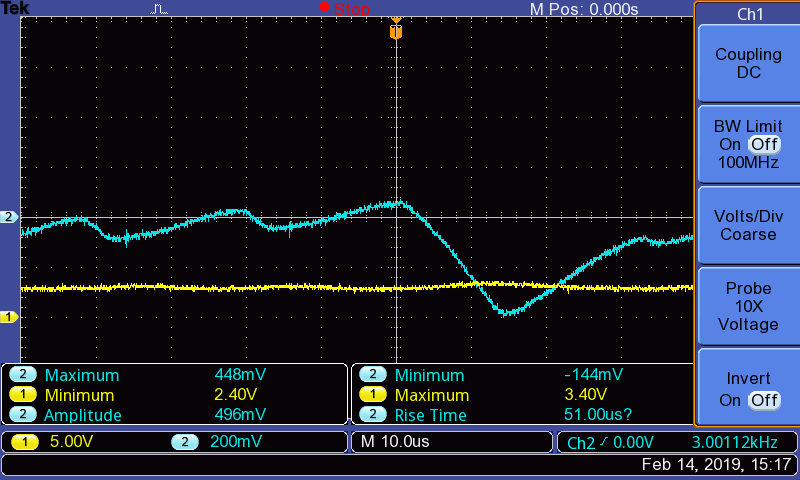 Tek Stop M Pos: 0.000s Ch1
T
Coupling
DC
BW Limit
On Off
100MHz
2
Volts/Div
Coarse
Probe
10X
Voltage
1
Invert
On Off
2 Maximum 448mV 2 Minimum -144mV
1 Minimum 2.40V 1 Maximum 3.40V
2 Amplitude 496mV 2 Rise Time 51.00us?
1 5.00V 2 200mV M 10.0us Ch2 / 0.00V 3.00112kHz
Feb 14, 2019, 15:17